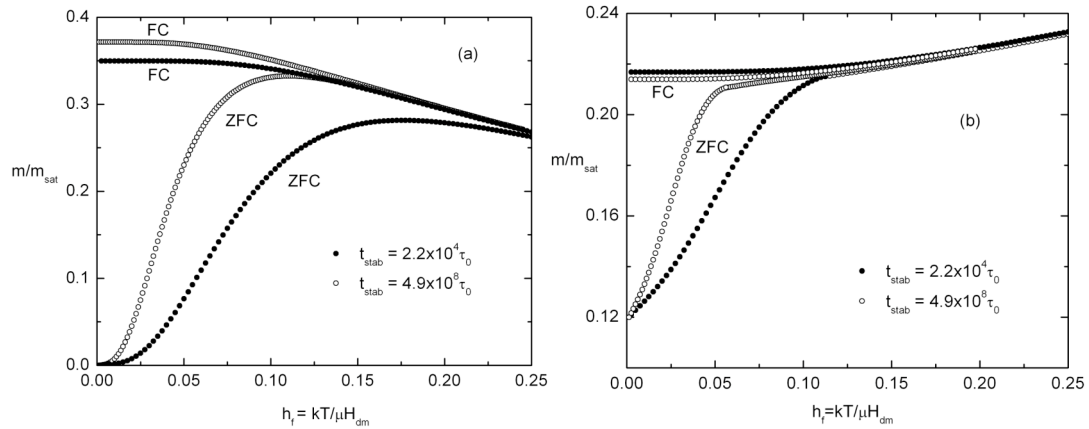 0.4
FC
(a)
FC
0.3
ZFC
m/m_sat
0.2
ZFC
t_stab = 2.2x10^4τ_0
0.1
t_stab = 4.9x10^8τ_0
0.0
0.00 0.05 0.10 0.15 0.20 0.25
h_f = kT/μH_dm
0.24
FC
0.20
(b)
ZFC
m/m_sat
0.16
t_stab = 2.2x10^4τ_0
t_stab = 4.9x10^8τ_0
0.12
0.00 0.05 0.10 0.15 0.20 0.25
h_f=kT/μH_dm